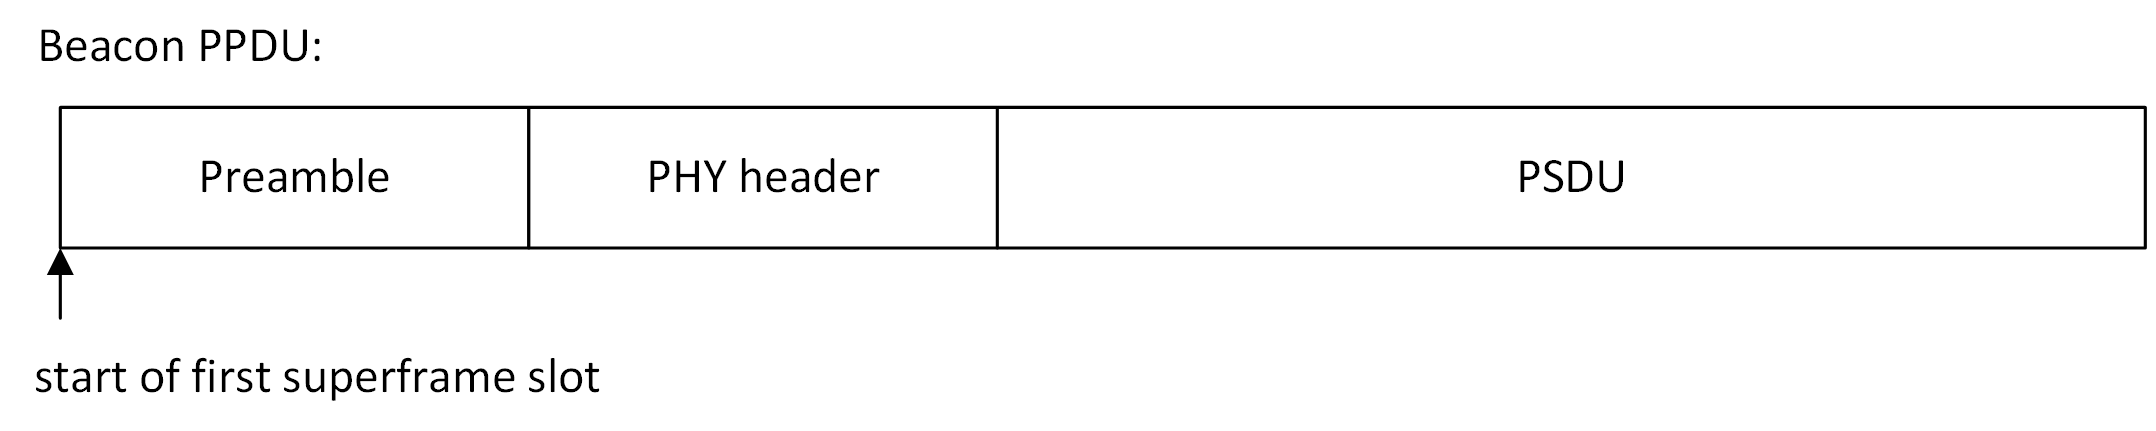 Beacon PPDU:
Preamble
PHY header
PSDU
start of first superframe slot